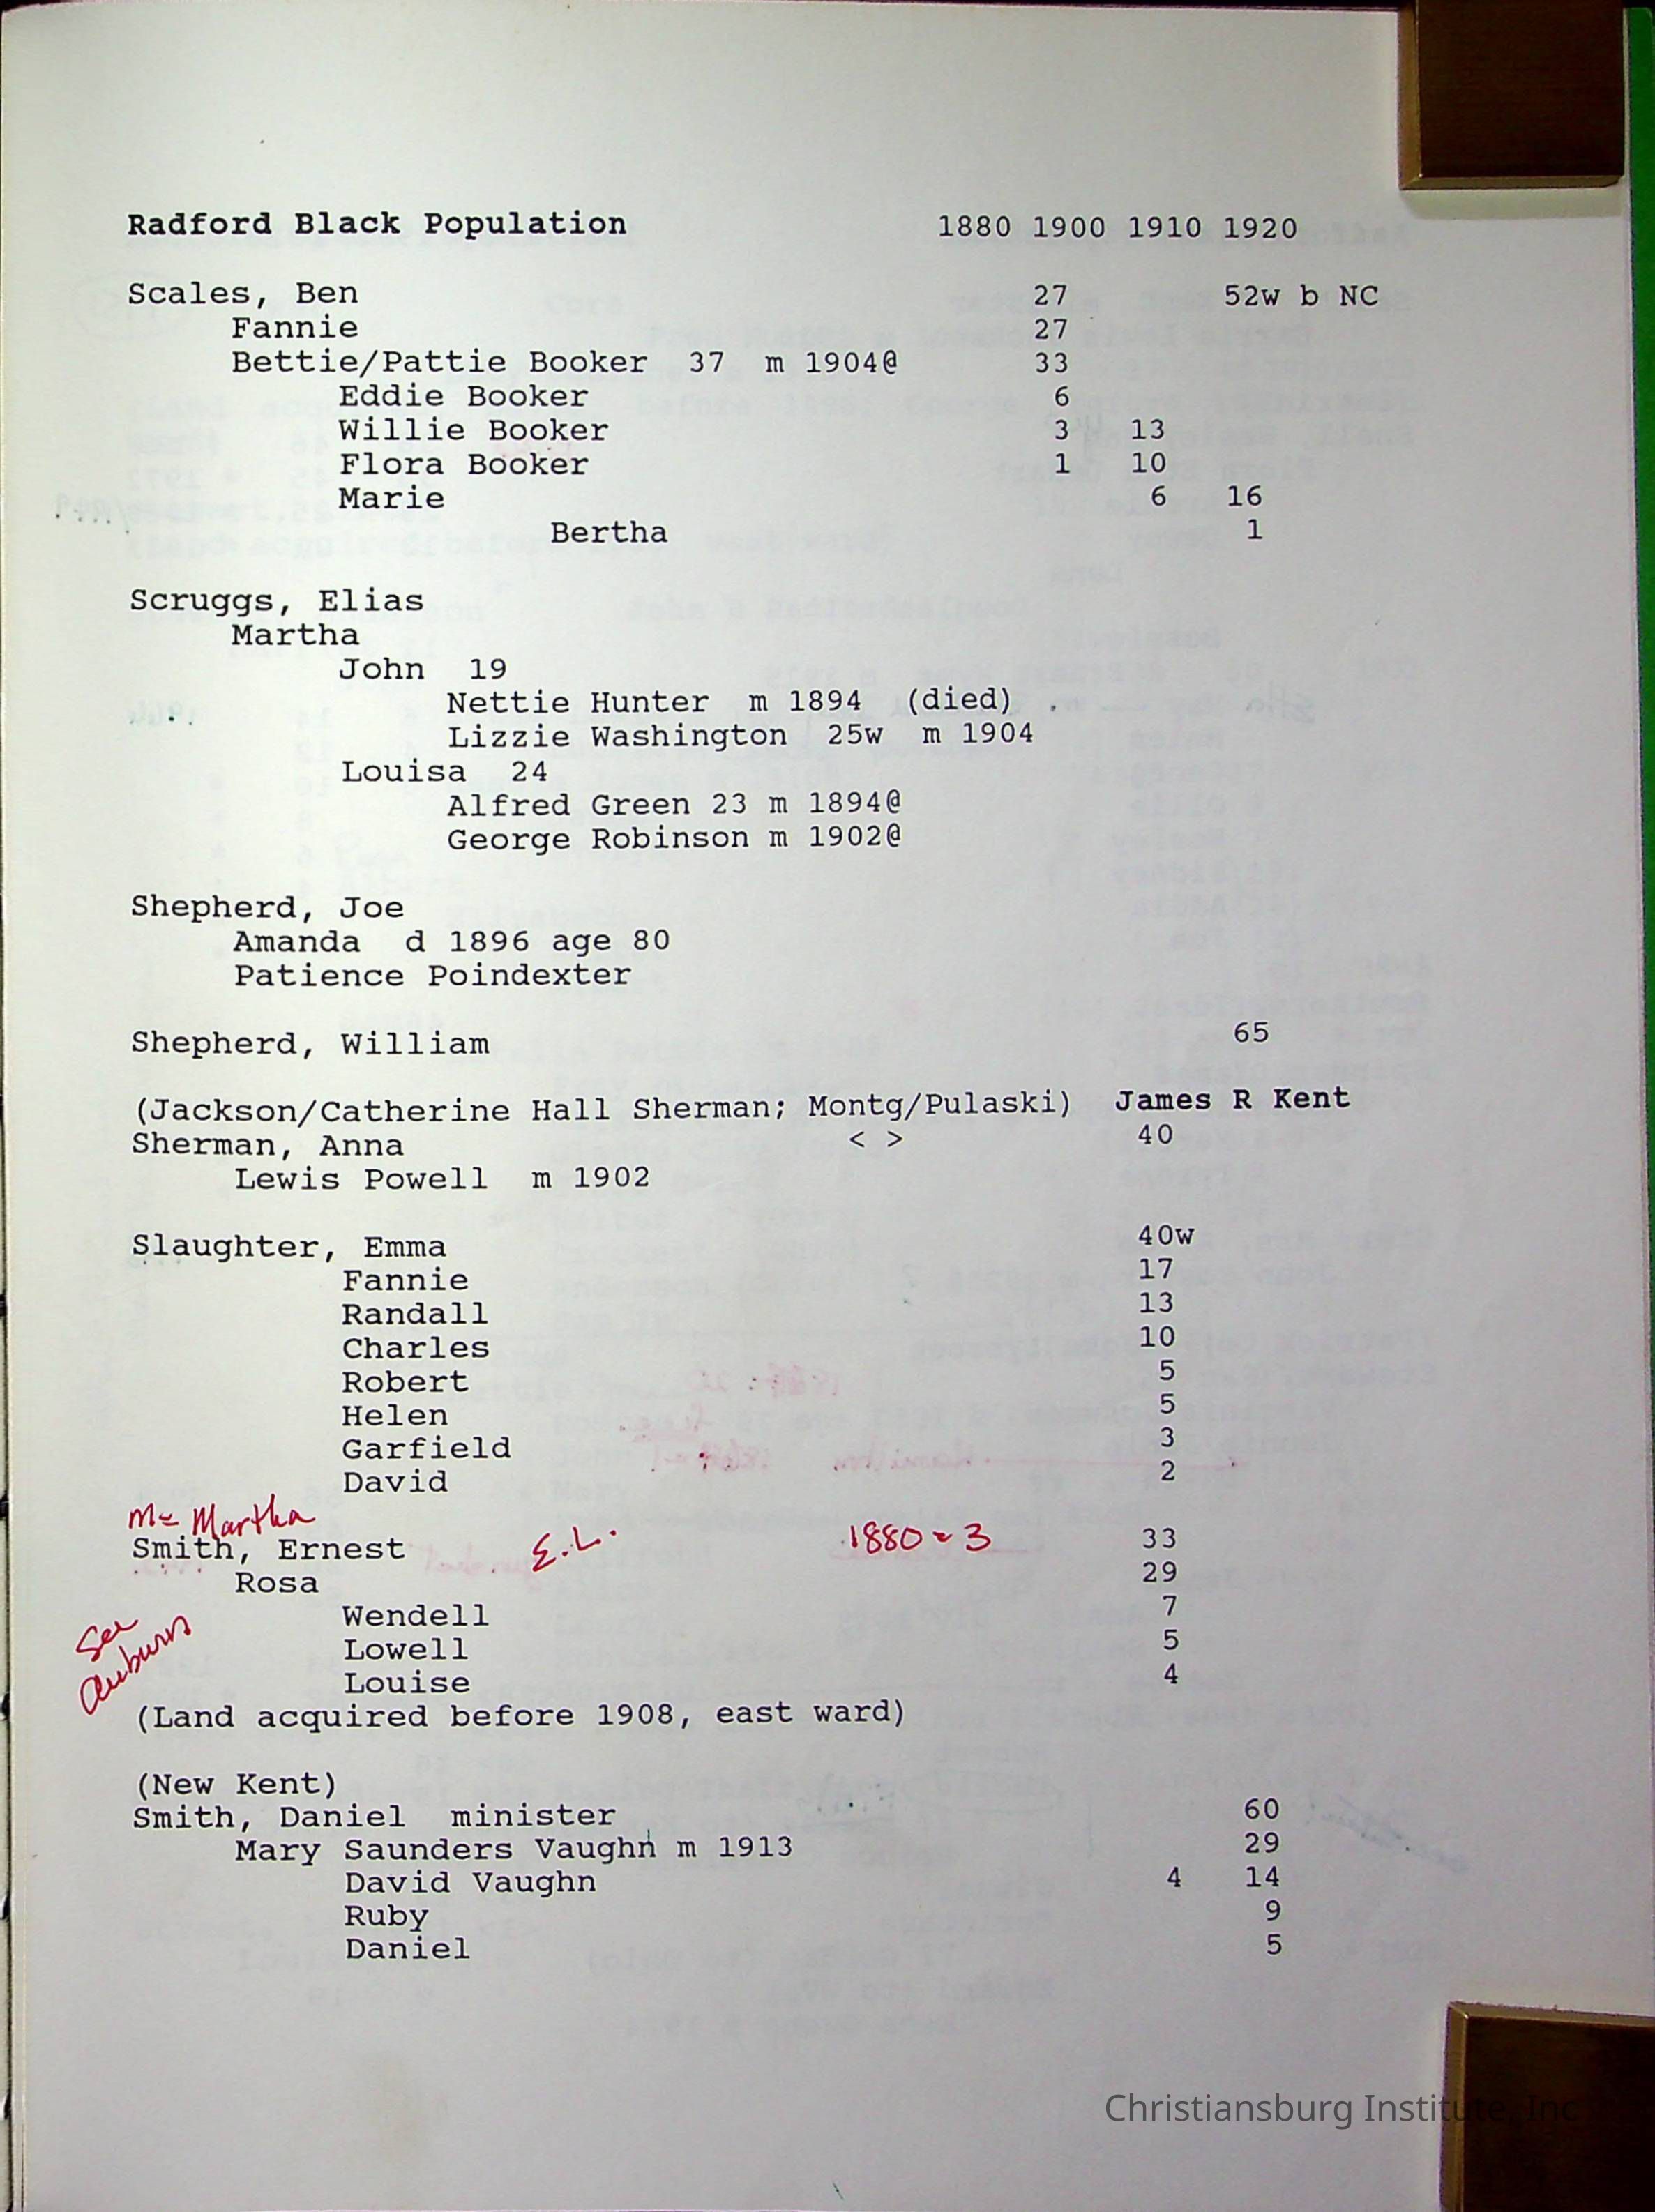 Radford Black Population 1880 1900 1910 1920
Scales, Ben 27 52w b NC
Fannie 27
Bettie/Pattie Booker 37 m 1904@ 33
Eddie Booker 6
Willie Booker 3 13
Flora Booker 1 10
Marie 6 16
Bertha 1
Scruggs, Elias
Martha
John 19
Nettie Hunter m 1894 (died)
Lizzie Washington 25w m 1904
Louisa 24
Alfred Green 23 m 1894@
George Robinson m 1902@
Shepherd, Joe
Amanda d 1896 age 80
Patience Poindexter
Shepherd, William 65
(Jackson/Catherine Hall Sherman; Montg/Pulaski) James R Kent
Sherman, Anna < > 40
Lewis Powell m 1902
Slaughter, Emma 40w
Fannie 17
Randall 13
Charles 10
Robert 5
Helen 5
Garfield 3
David 2
Martha
Smith, Ernest E.L. 1880 = 3 33
Rosa 29
Wendell 7
See
Auburn
Lowell 5
Louise 4
(Land acquired before 1908, east ward)
(New Kent)
Smith, Daniel minister 60
Mary Saunders Vaughn m 1913 29
David Vaughn 4 14
Ruby 9
Daniel 5
Christiansburg Institute, Inc